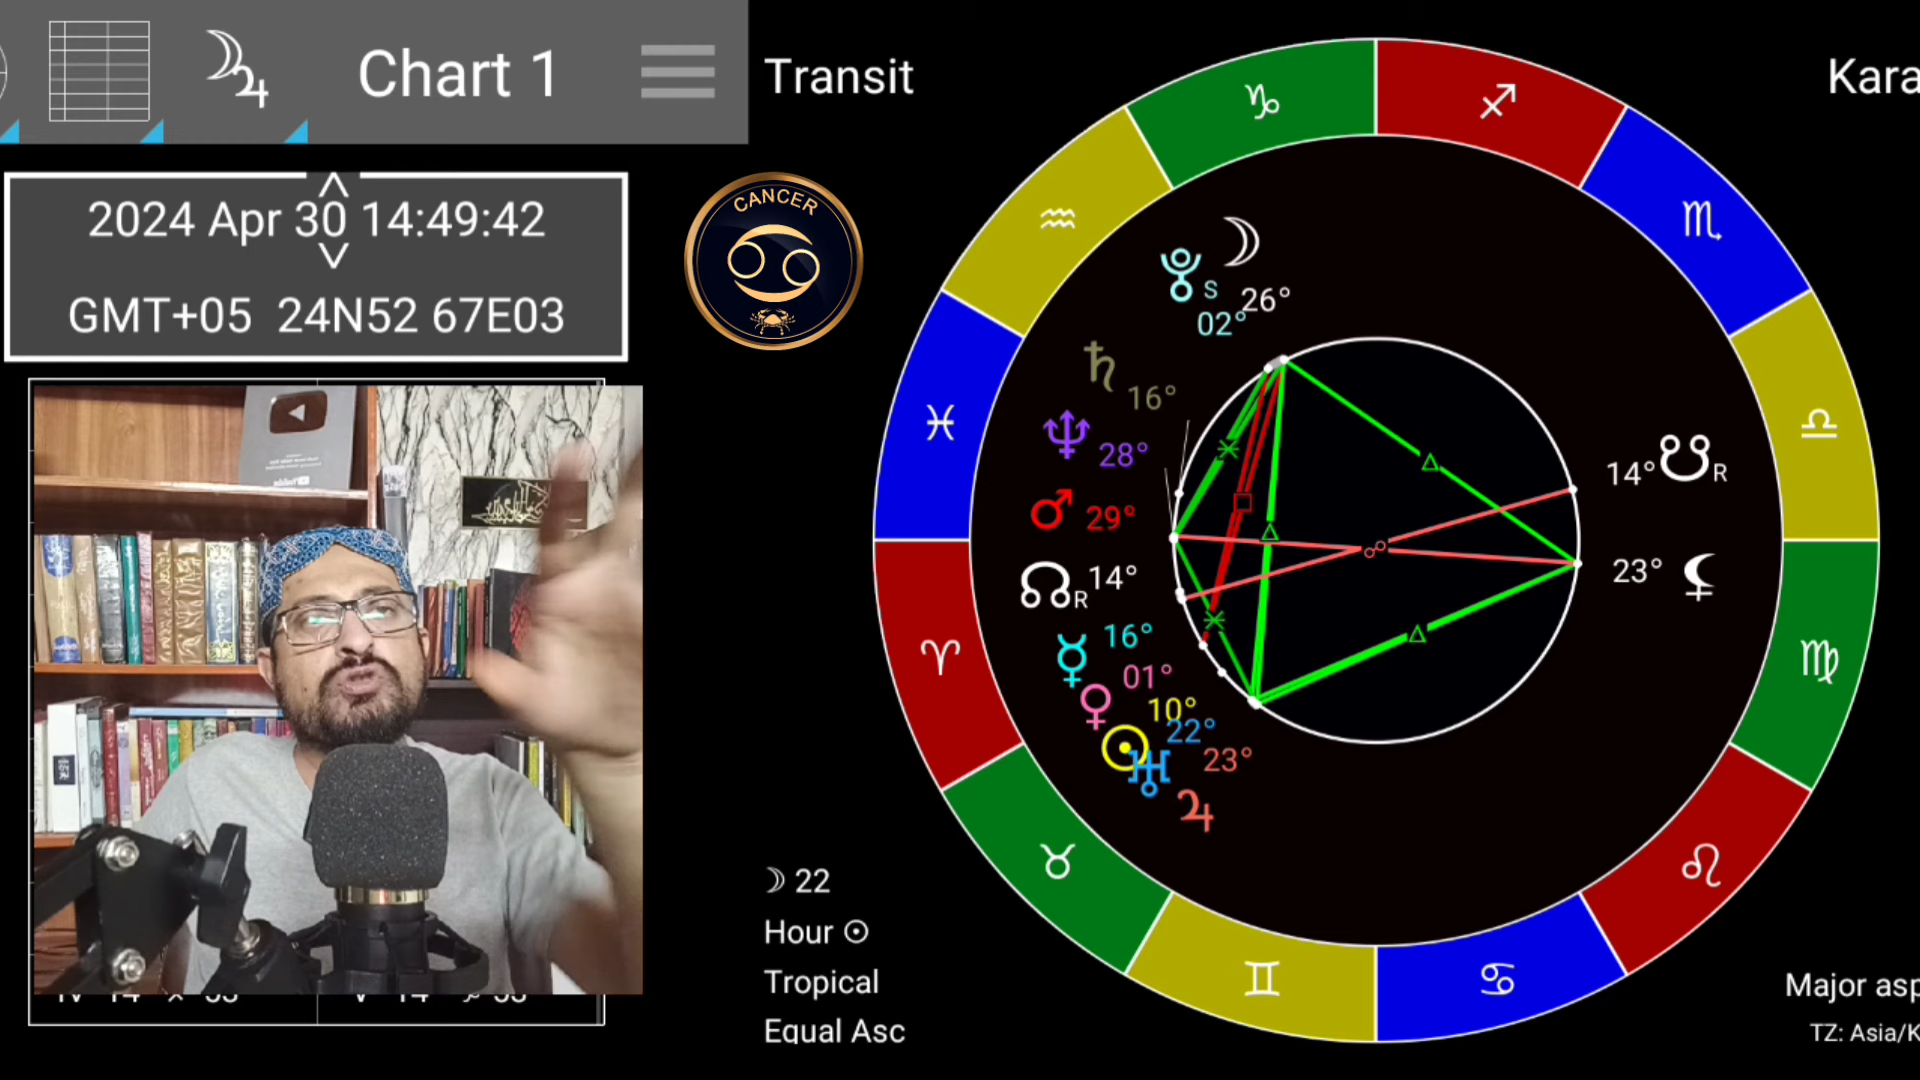 Chart 1
Transit
Kara
2024 Apr 30 14:49:42
GMT+05 24N52 67E03
CANCER
S
26°
02°
16°
28°
29°
14°
R
14°
R
23°
16°
01°
10°
22°
23°
YouTube
☽ 22
Hour ☉
Tropical
Equal Asc
Major asp
TZ: Asia/K